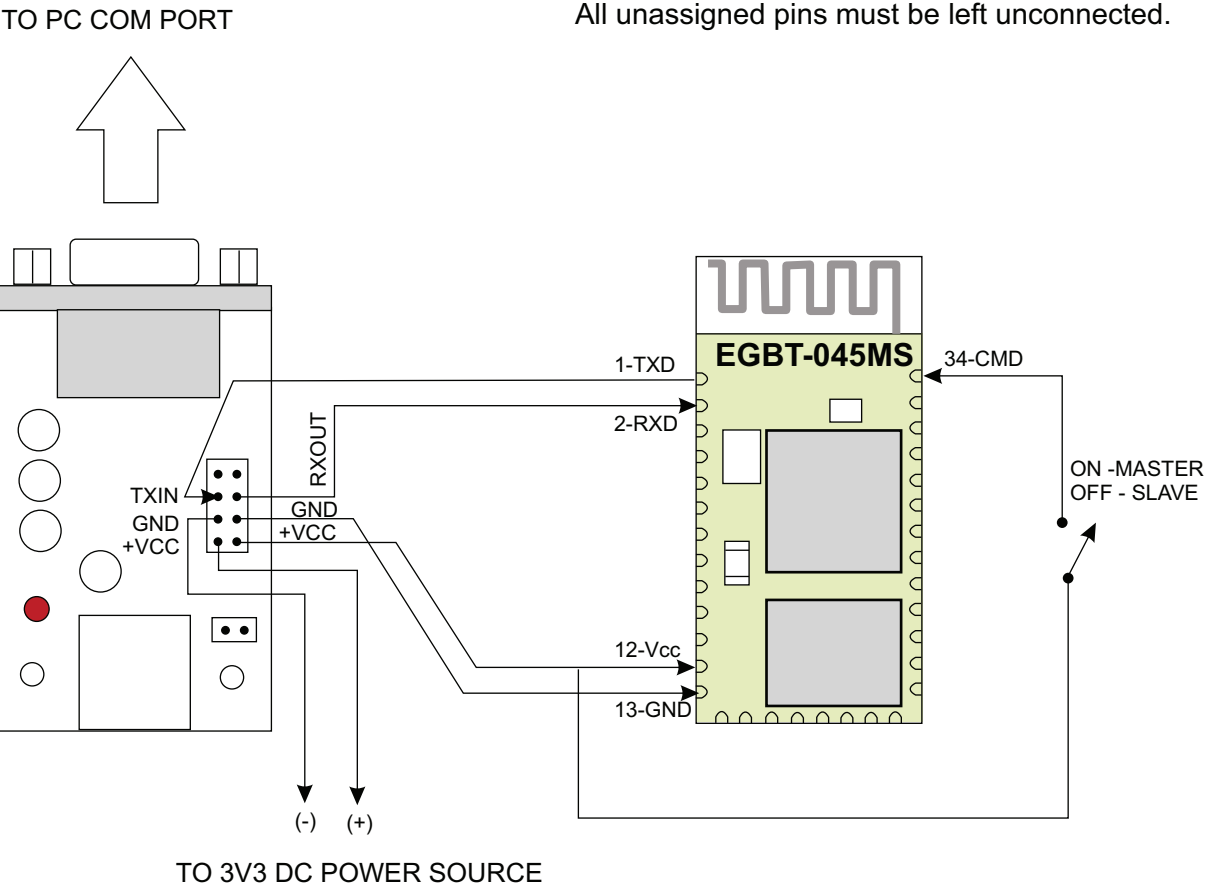 TO PC COM PORT
All unassigned pins must be left unconnected.
EGBT-045MS
1-TXD
34-CMD
2-RXD
RXOUT
ON -MASTER
OFF - SLAVE
TXIN
GND
GND
+VCC
+VCC
12-Vcc
13-GND
(-) (+)
TO 3V3 DC POWER SOURCE